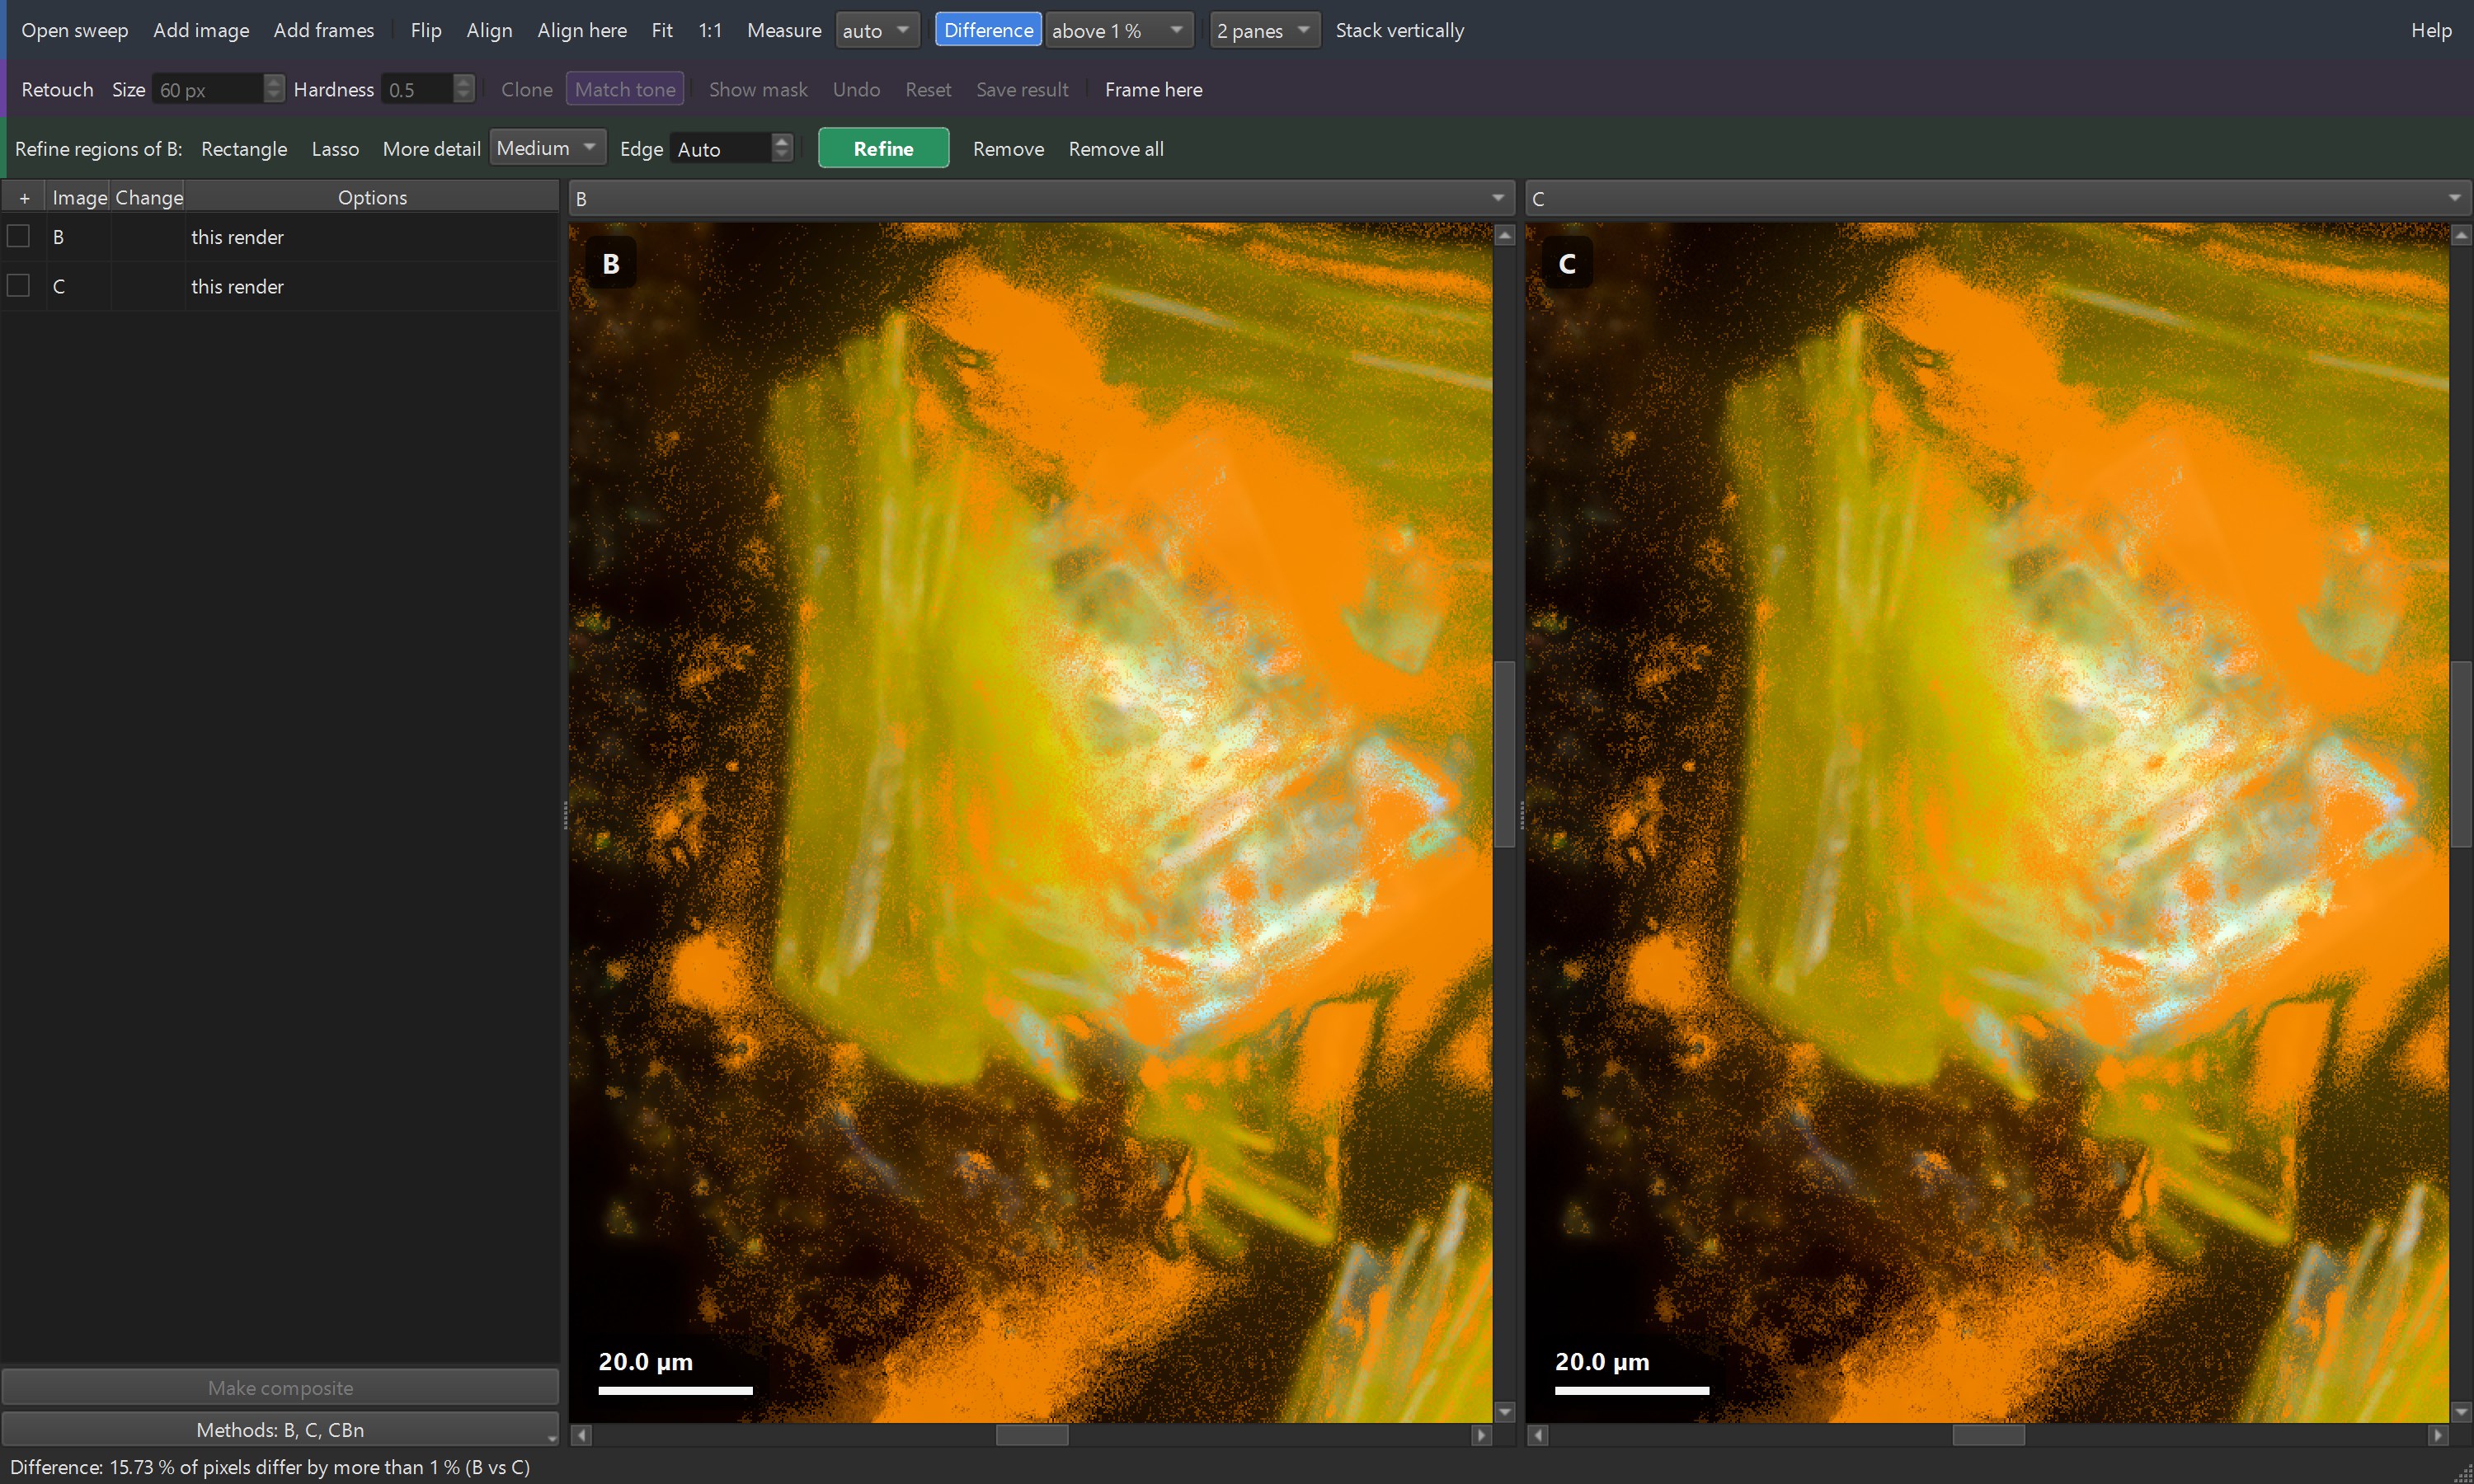 Open sweep Add image Add frames Flip Align Align here Fit 1:1 Measure auto Difference above 1 % 2 panes Stack vertically Help
Retouch Size 60 px Hardness 0.5 Clone Match tone Show mask Undo Reset Save result Frame here
Refine regions of B: Rectangle Lasso More detail Medium Edge Auto Refine Remove Remove all
+ Image Change Options
B this render
C this render
B
C
B
C
20.0 µm
20.0 µm
Make composite
Methods: B, C, CBn
Difference: 15.73 % of pixels differ by more than 1 % (B vs C)